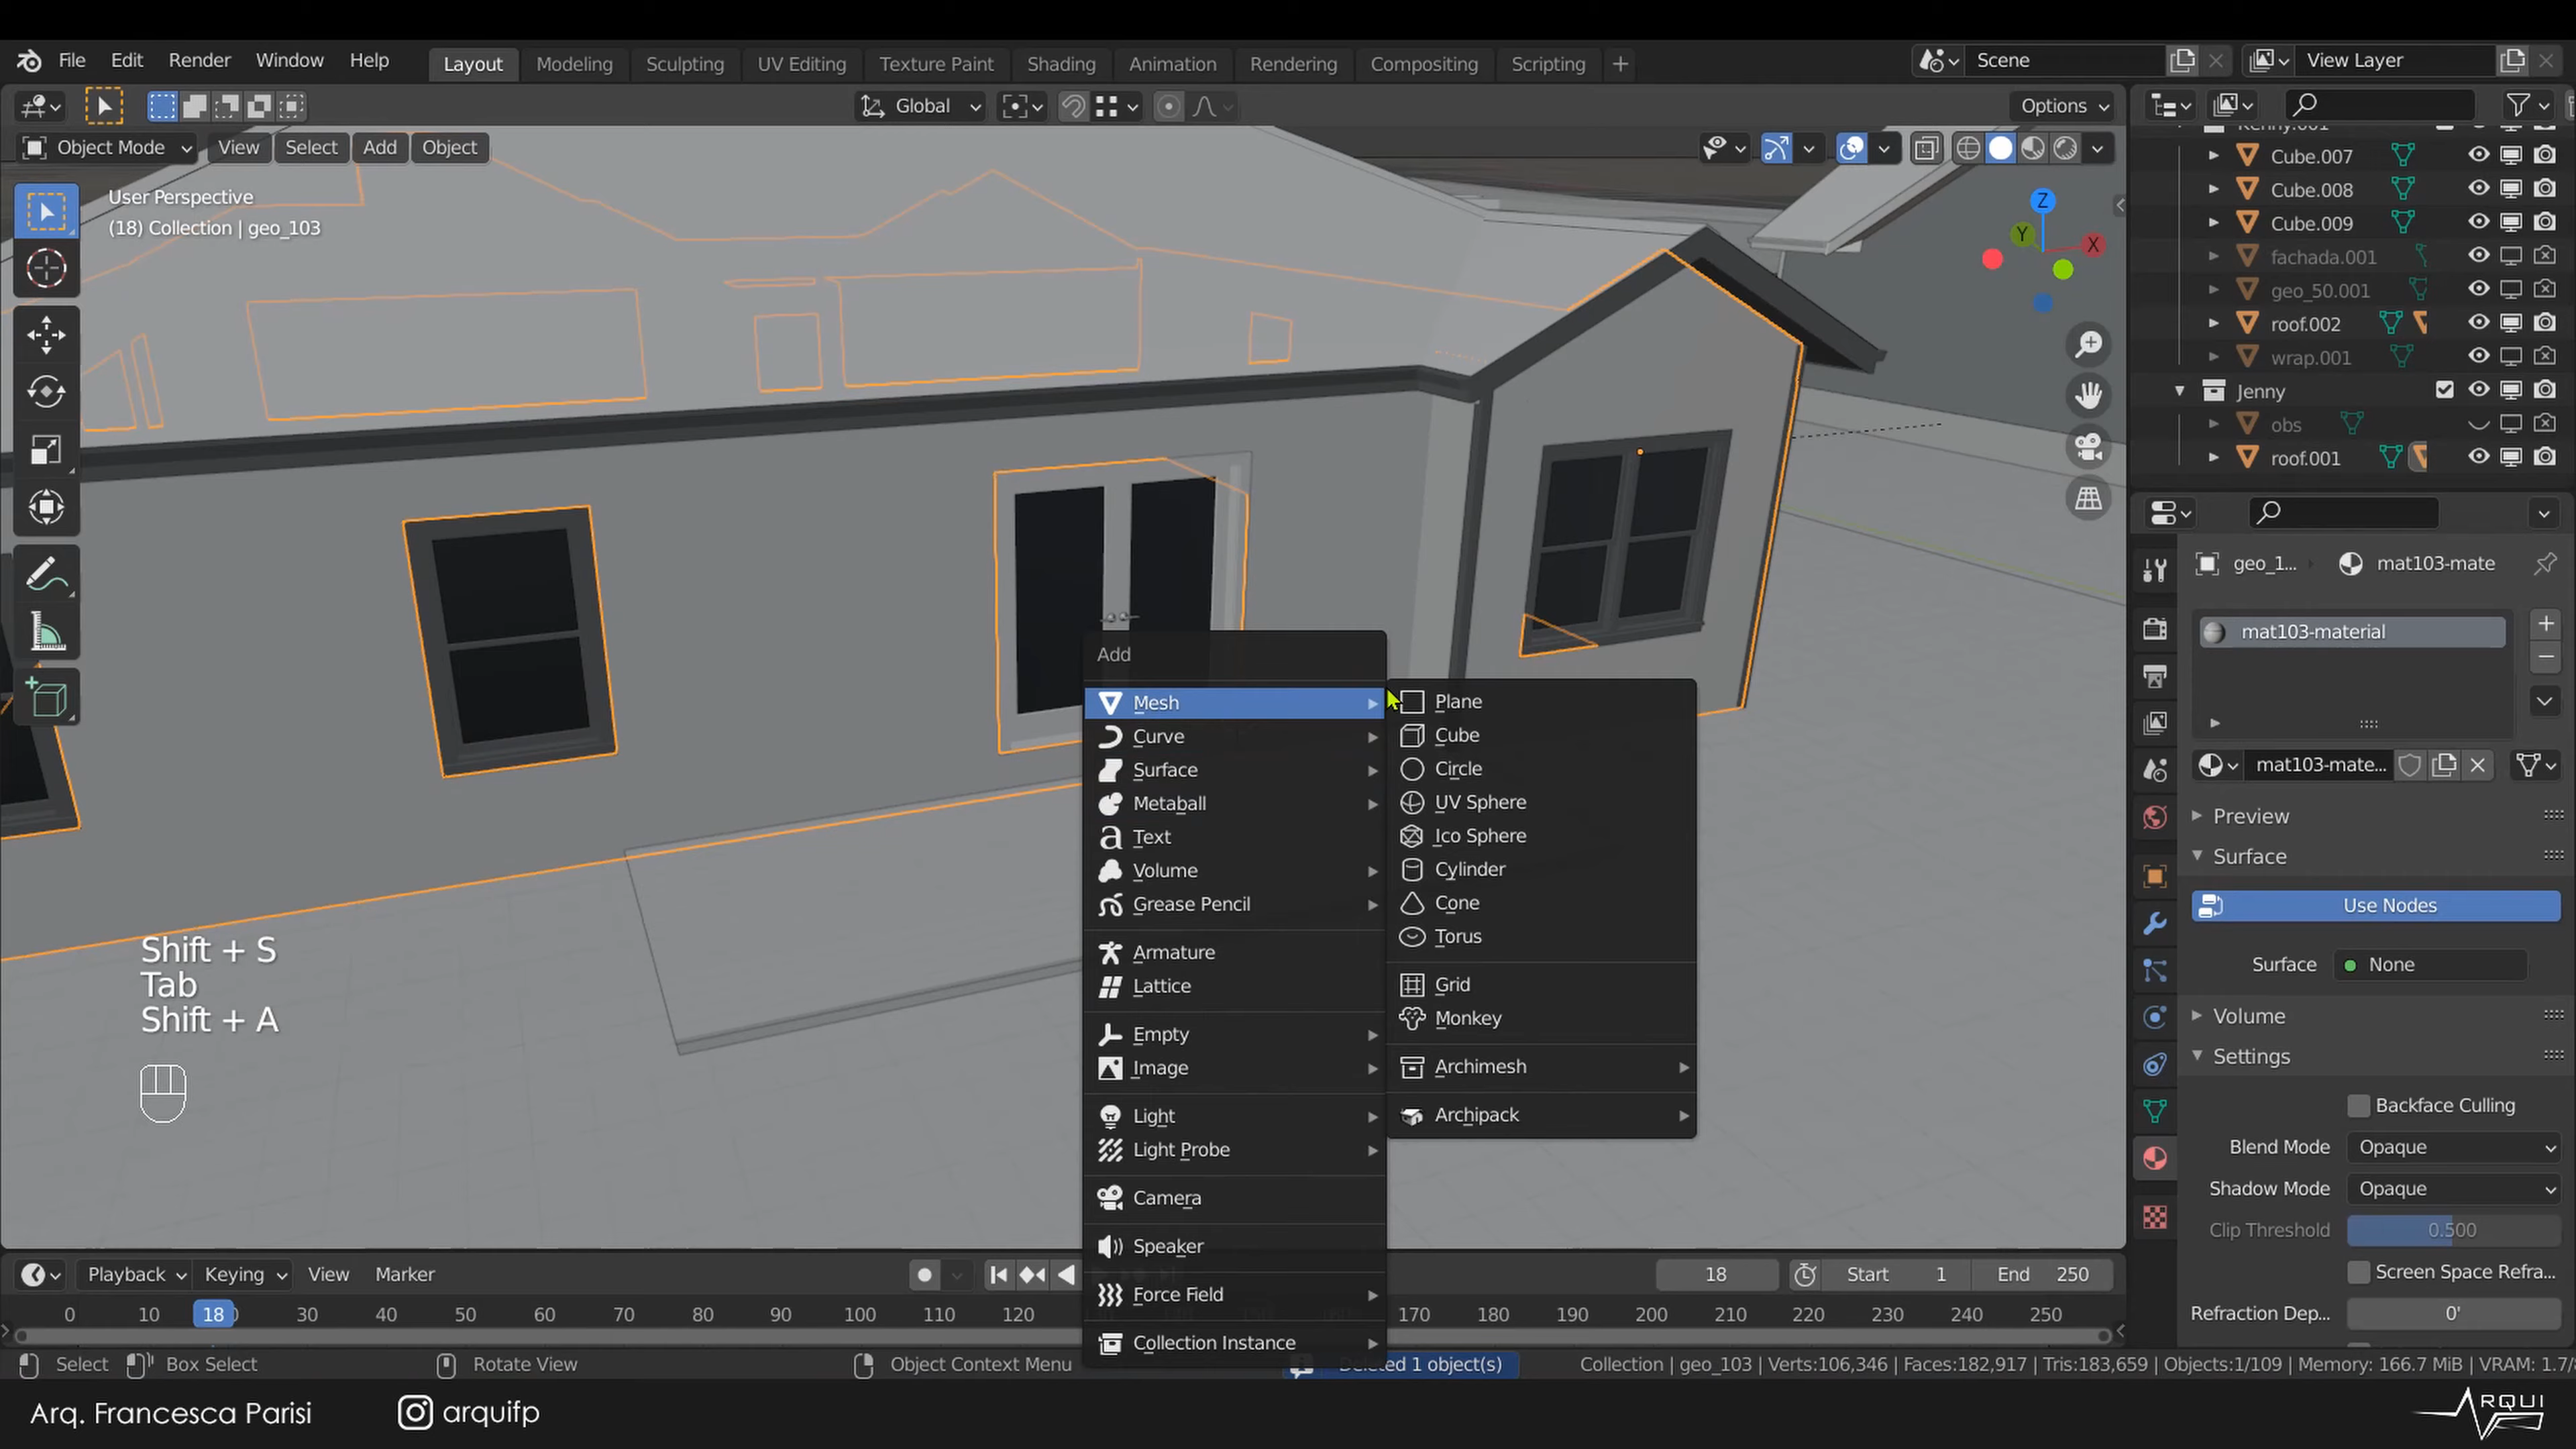 File Edit Render Window Help Layout Modeling Sculpting UV Editing Texture Paint Shading Animation Rendering Compositing Scripting + Scene View Layer
Global Options
Object Mode View Select Add Object
User Perspective
(18) Collection | geo_103
Z
Y
X
Cube.007
Cube.008
Cube.009
fachada.001
geo_50.001
roof.002
wrap.001
Jenny
obs
roof.001
geo_1... mat103-mate
mat103-material
mat103-mate...
Preview
Surface
Use Nodes
Surface None
Volume
Settings
Backface Culling
Blend Mode Opaque
Shadow Mode Opaque
Clip Threshold 0.500
Screen Space Refra...
Refraction Dep... 0'
Add
Mesh
Curve
Surface
Metaball
Text
Volume
Grease Pencil
Armature
Lattice
Empty
Image
Light
Light Probe
Camera
Speaker
Force Field
Collection Instance
Plane
Cube
Circle
UV Sphere
Ico Sphere
Cylinder
Cone
Torus
Grid
Monkey
Archimesh
Archipack
Shift + S
Tab
Shift + A
Playback Keying View Marker 18 Start 1 End 250
0 10 18 30 40 50 60 70 80 90 100 110 120 170 180 190 200 210 220 230 240 250
Select Box Select Rotate View Object Context Menu Deleted 1 object(s) Collection | geo_103 | Verts:106,346 | Faces:182,917 | Tris:183,659 | Objects:1/109 | Memory: 166.7 MiB | VRAM: 1.7/
Arq. Francesca Parisi arquifp
ARQUI
FP